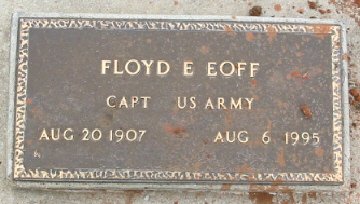 FLOYD E EOFF
CAPT US ARMY
AUG 20 1907 AUG 6 1995